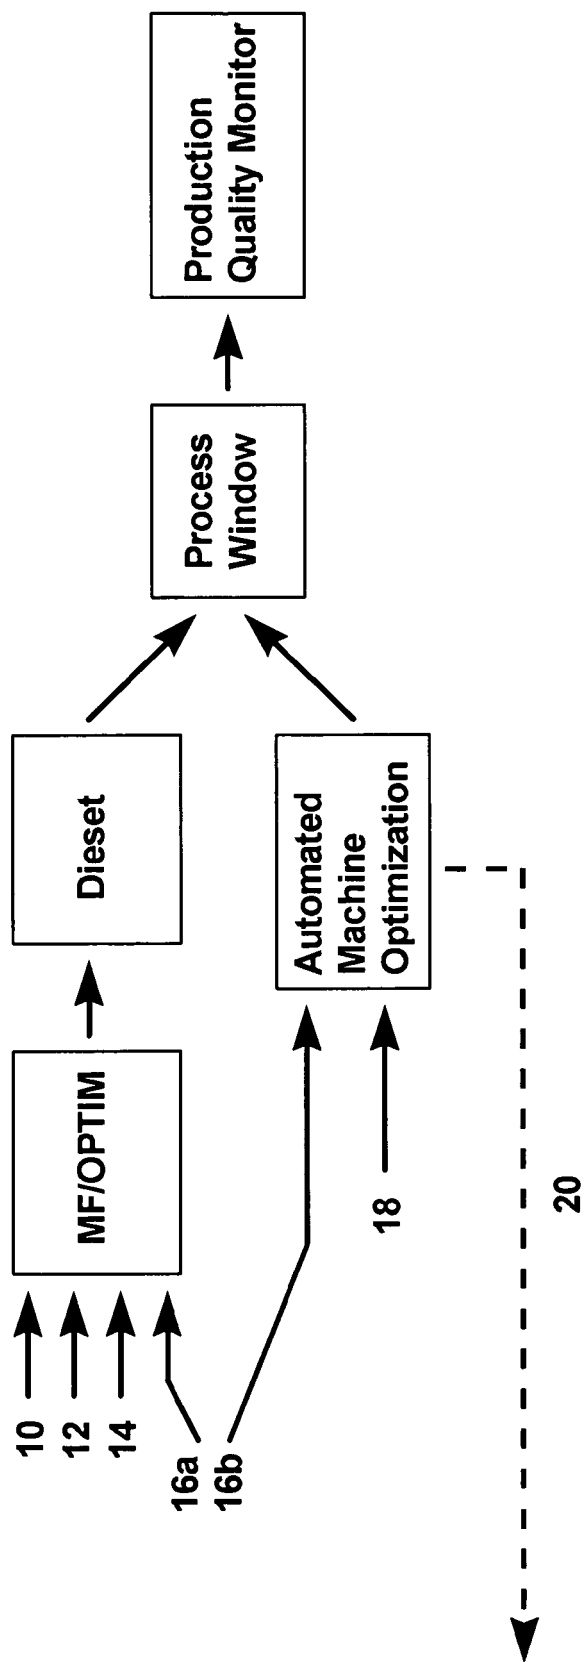 10
12
14
16a
16b
MF/OPTIM
Dieset
18
Automated
Machine
Optimization
Process
Window
Production
Quality Monitor
20